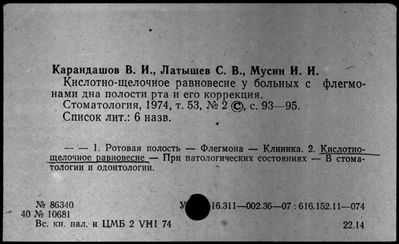 Карандашов В. И., Латышев С. В., Мусин И. И.
Кислотно-щелочное равновесие у больных с флегмо-
нами дна полости рта и его коррекция.
Стоматология, 1974, т. 53, № 2 ©, с. 93—95.
Список лит.: 6 назв.
— — 1. Ротовая полость — Флегмона — Клиника. 2. Кислотно-
щелочное равновесие — При патологических состояниях — В стома-
тологии и одонтологии.
№ 86340
16.311—002.36—07 : 616.152.11—074
40 № 10681
Вс. кн. пал. и ЦМБ 2 VIII 74
22.14